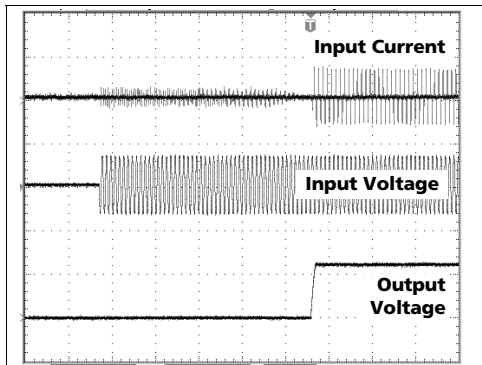 T
Input Current
Input Voltage
Output
Voltage